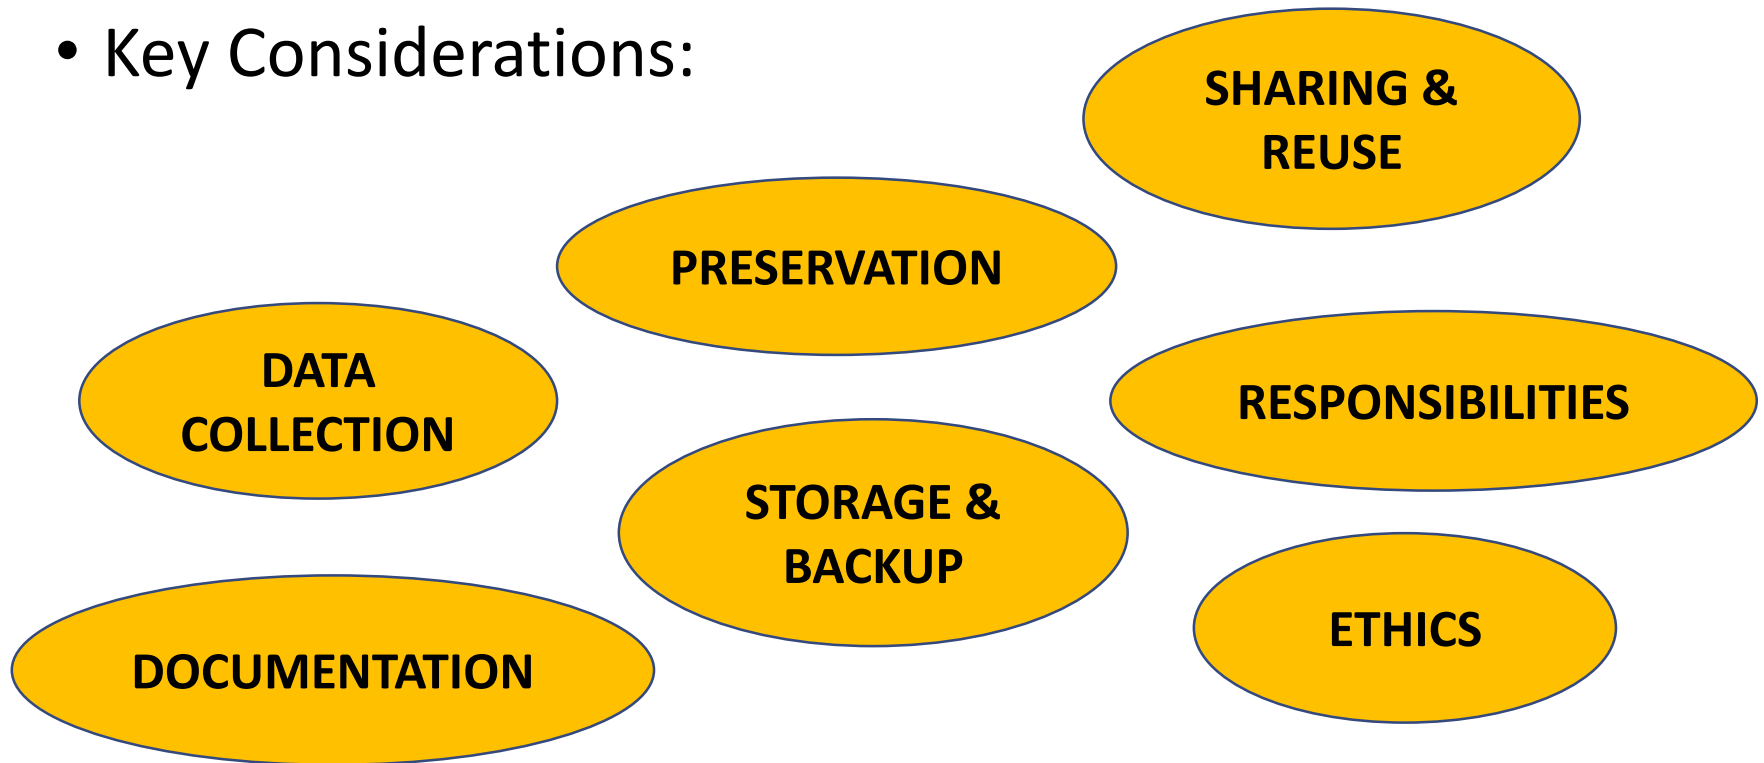 • Key Considerations:
SHARING &
REUSE
PRESERVATION
DATA
COLLECTION
RESPONSIBILITIES
STORAGE &
BACKUP
ETHICS
DOCUMENTATION